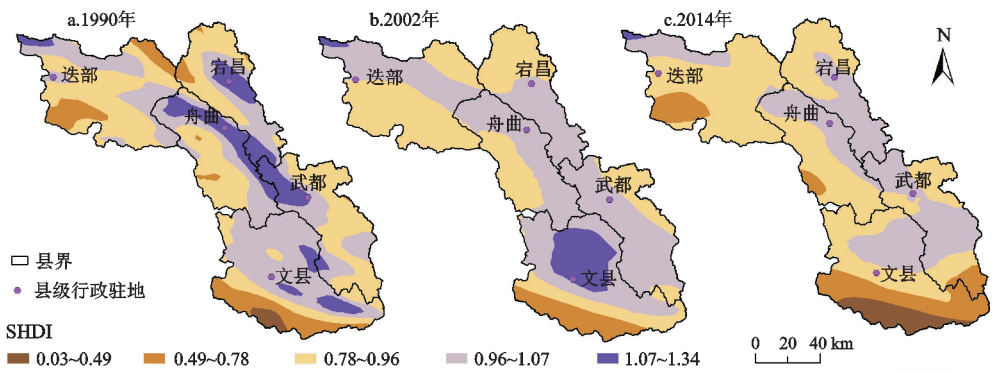 a.1990年
b.2002年
c.2014年
N
迭部
宕昌
舟曲
武都
文县
迭部
宕昌
舟曲
武都
文县
迭部
宕昌
舟曲
武都
文县
县界
县级行政驻地
SHDI
0.03~0.49 0.49~0.78 0.78~0.96 0.96~1.07 1.07~1.34
0 20 40 km